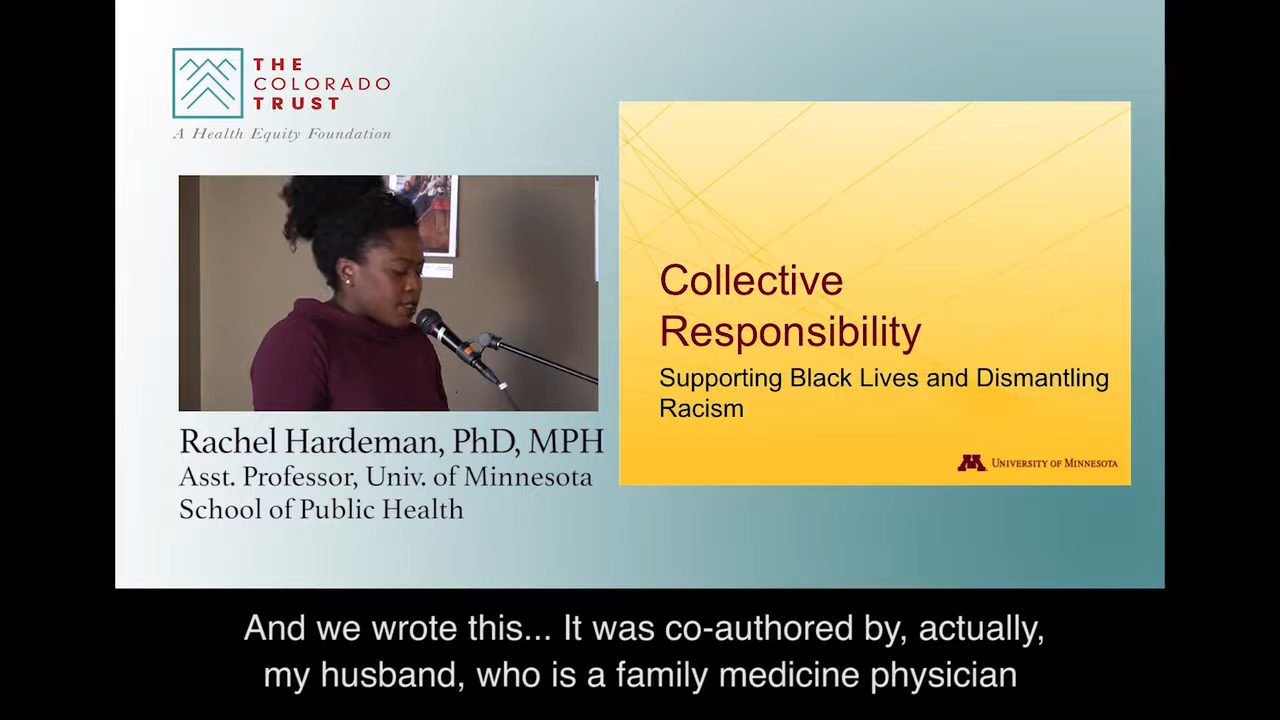 THE
COLORADO
TRUST
A Health Equity Foundation
Rachel Hardeman, PhD, MPH
Asst. Professor, Univ. of Minnesota
School of Public Health
Collective
Responsibility
Supporting Black Lives and Dismantling
Racism
UNIVERSITY OF MINNESOTA
And we wrote this... It was co-authored by, actually,
my husband, who is a family medicine physician